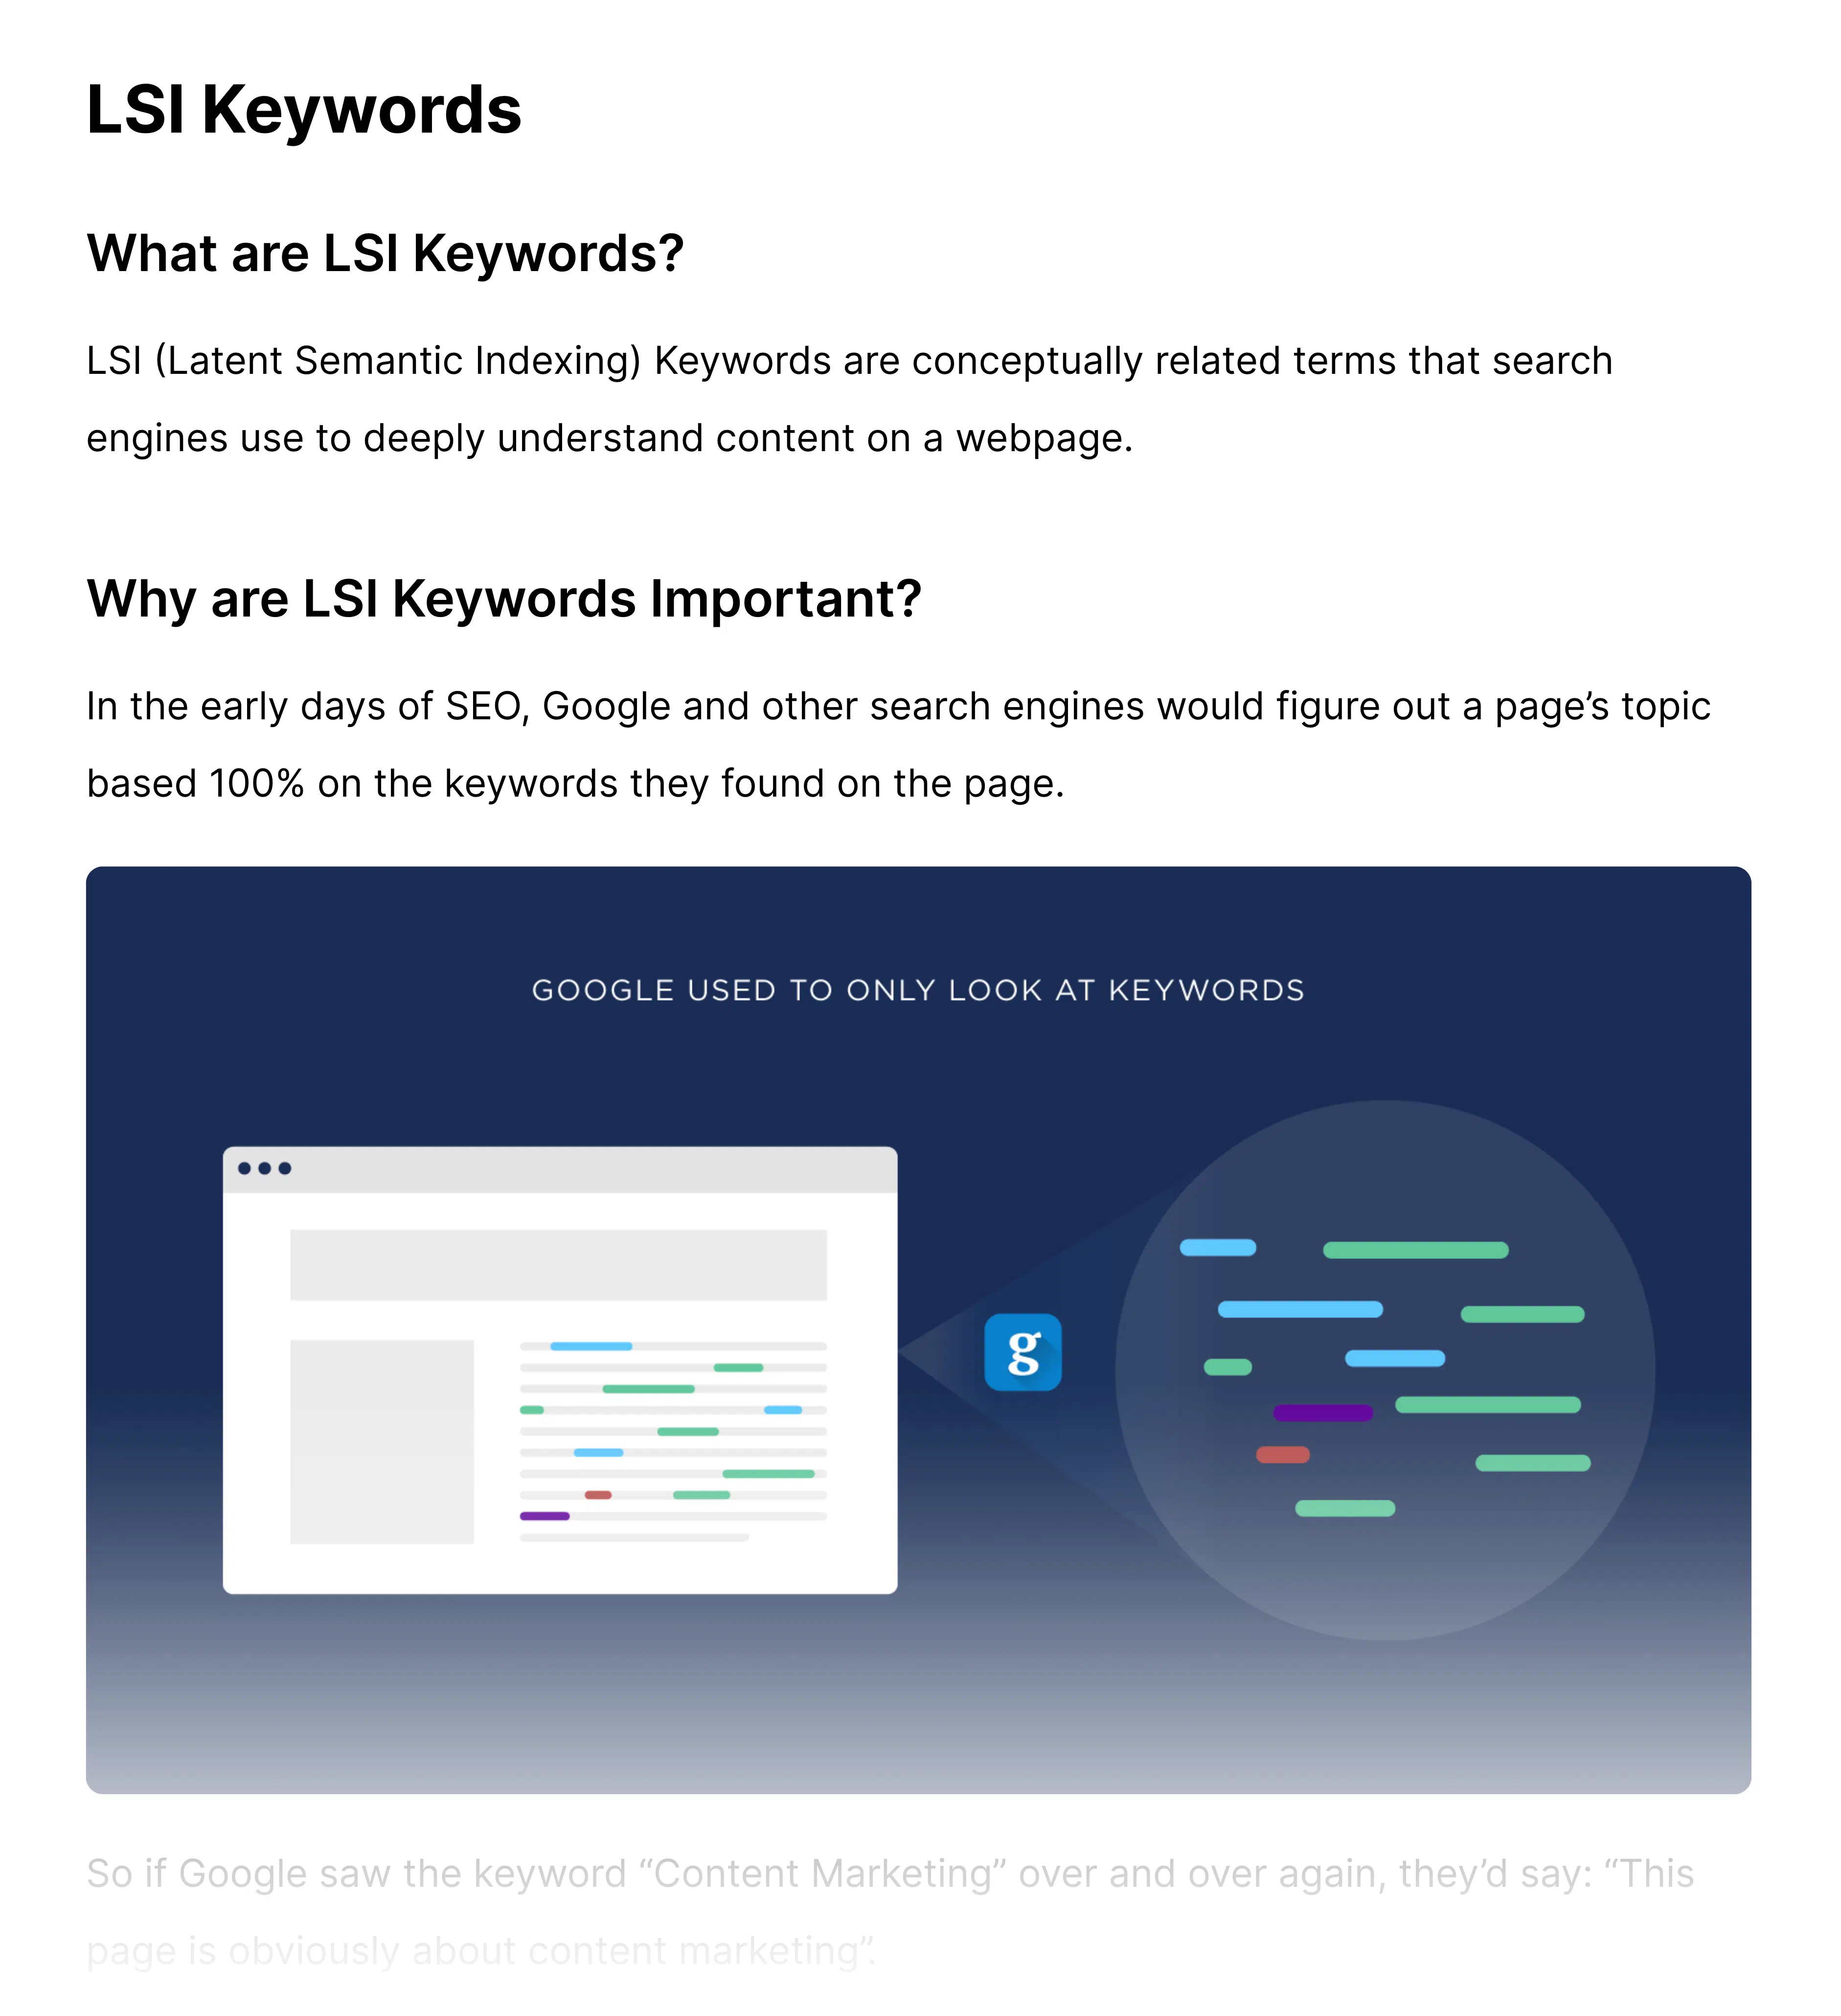 LSI Keywords
What are LSI Keywords?
LSI (Latent Semantic Indexing) Keywords are conceptually related terms that search
engines use to deeply understand content on a webpage.
Why are LSI Keywords Important?
In the early days of SEO, Google and other search engines would figure out a page’s topic
based 100% on the keywords they found on the page.
GOOGLE USED TO ONLY LOOK AT KEYWORDS
g
So if Google saw the keyword “Content Marketing” over and over again, they’d say: “This
page is obviously about content marketing”.